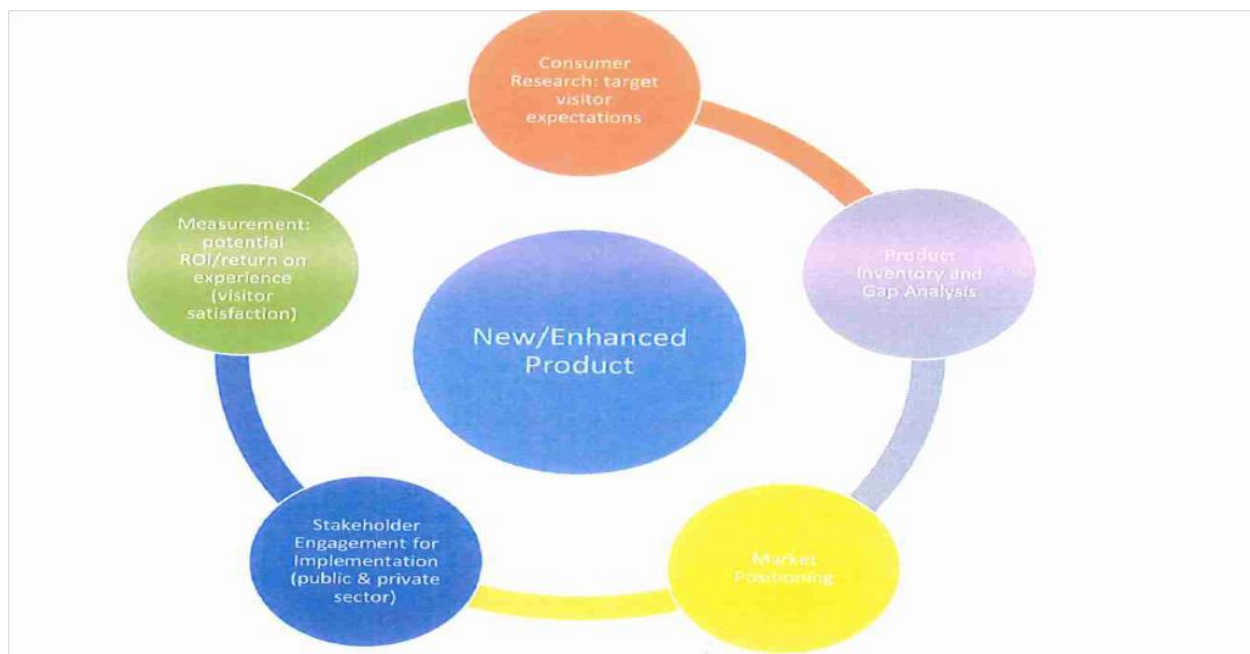 Consumer
Research: target
visitor
expectations
Product
Inventory and
Gap Analysis
Market
Positioning
Stakeholder
Engagement for
Implementation
(public & private
sector)
Measurement:
potential
ROI/return on
experience
(visitor
satisfaction)
New/Enhanced
Product